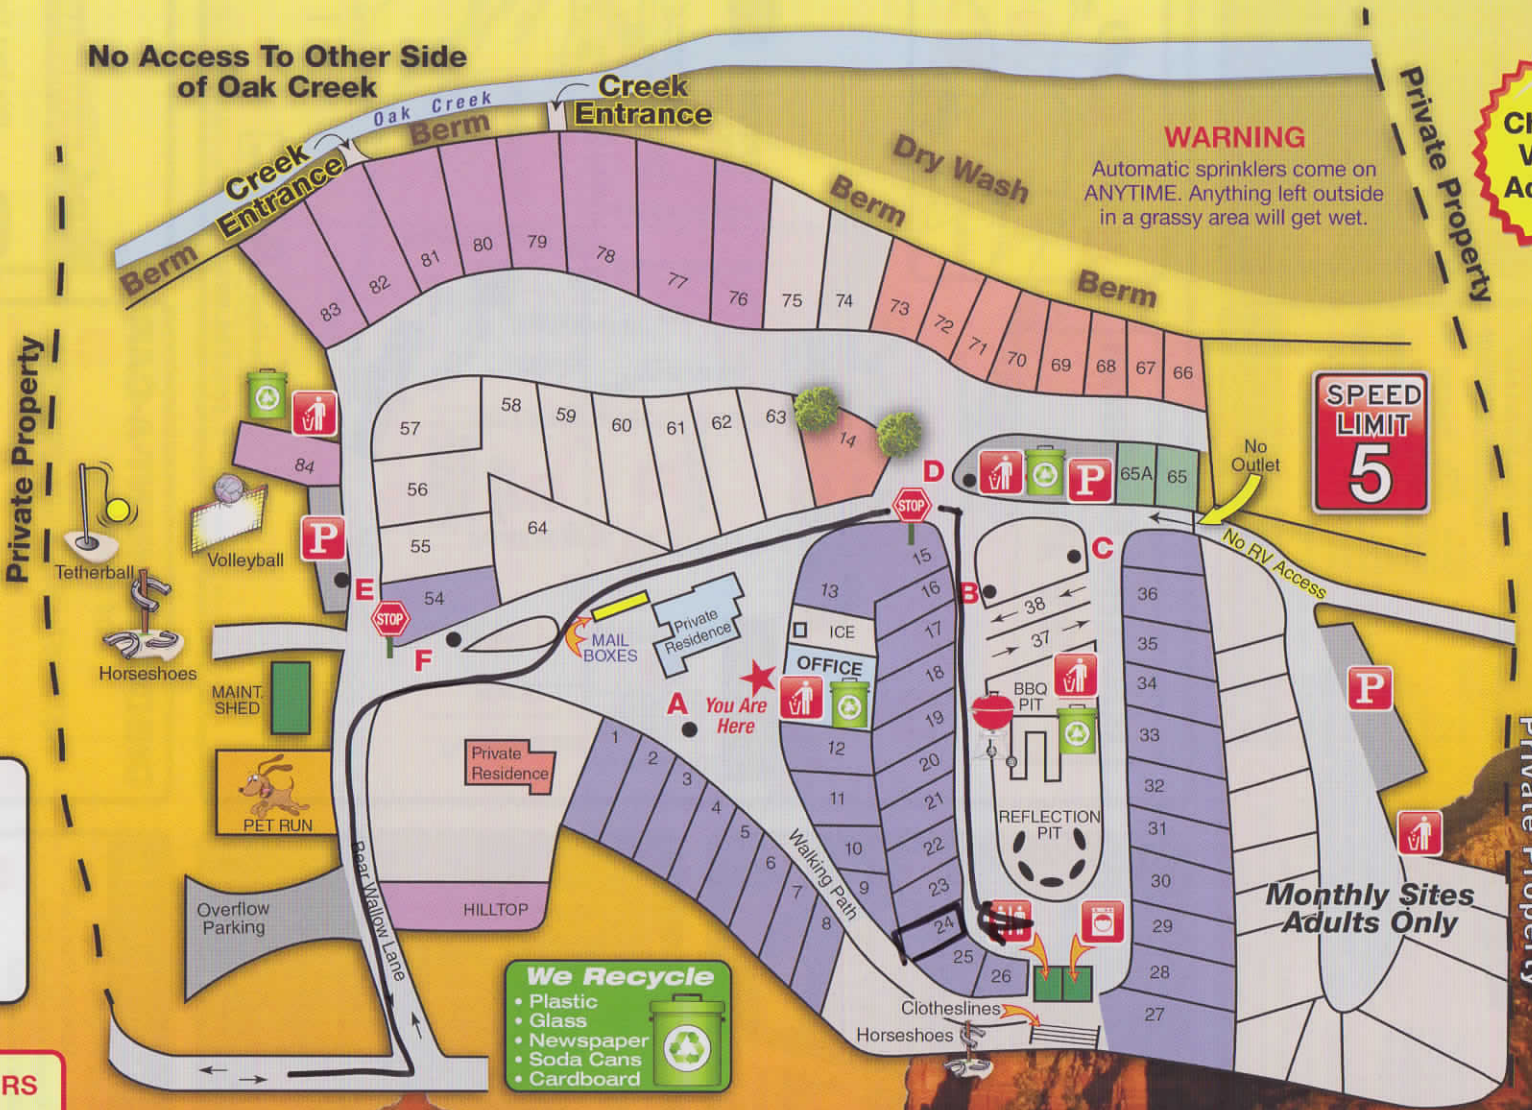 No Access To Other Side
of Oak Creek
Creek
Entrance
Oak Creek
Berm
Creek
Entrance
Berm
Dry Wash
Berm
Berm
WARNING
Automatic sprinklers come on
ANYTIME. Anything left outside
in a grassy area will get wet.
Private Property
83
82
81
80
79
78
77
76
75
74
73
72
71
70
69
68
67
66
SPEED
LIMIT
5
No
Outlet
No RV Access
Private Property
57
58
59
60
61
62
63
14
56
55
64
54
84
P
D
STOP
P
65A
65
Tetherball
Volleyball
Horseshoes
E
STOP
F
MAIL
BOXES
Private
Residence
13
ICE
OFFICE
15
16
17
18
19
20
21
22
23
24
25
26
B
C
38
37
BBQ
PIT
REFLECTION
PIT
36
35
34
33
32
31
30
29
28
27
P
A
You Are
Here
12
11
10
9
MAINT.
SHED
PET RUN
Private
Residence
1
2
3
4
5
6
7
8
Walking Path
Bear Wallow Lane
HILLTOP
Overflow
Parking
Monthly Sites
Adults Only
Private Property
We Recycle
• Plastic
• Glass
• Newspaper
• Soda Cans
• Cardboard
Clotheslines
Horseshoes
RS